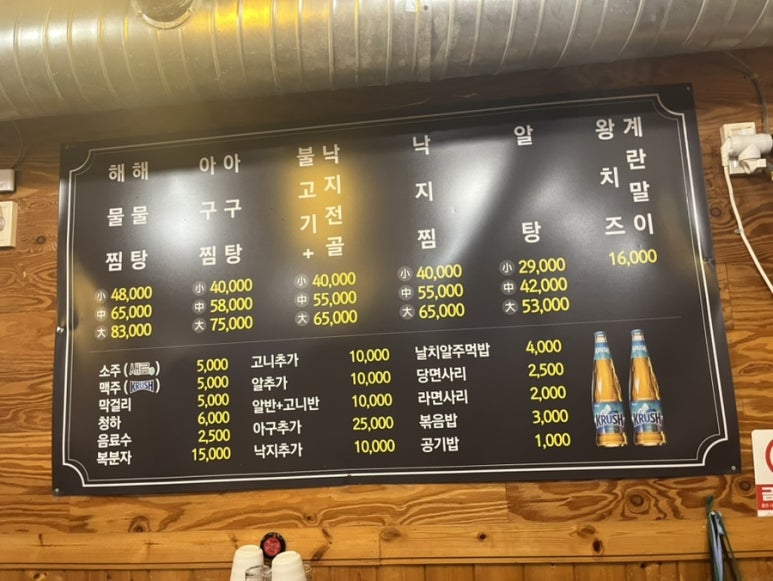 해물찜 해물탕
小 48,000
中 65,000
大 83,000
아구찜 아구탕
小 40,000
中 58,000
大 75,000
불고기+낙지전골
小 40,000
中 55,000
大 65,000
낙지찜
小 40,000
中 55,000
大 65,000
알탕
小 29,000
中 42,000
大 53,000
왕치즈계란말이
16,000
소주(새로) 5,000
맥주(KRUSH) 5,000
막걸리 5,000
청하 6,000
음료수 2,500
복분자 15,000
고니추가 10,000
알추가 10,000
알반+고니반 10,000
아구추가 25,000
낙지추가 10,000
날치알주먹밥 4,000
당면사리 2,500
라면사리 2,000
볶음밥 3,000
공기밥 1,000
KRUSH
KRUSH